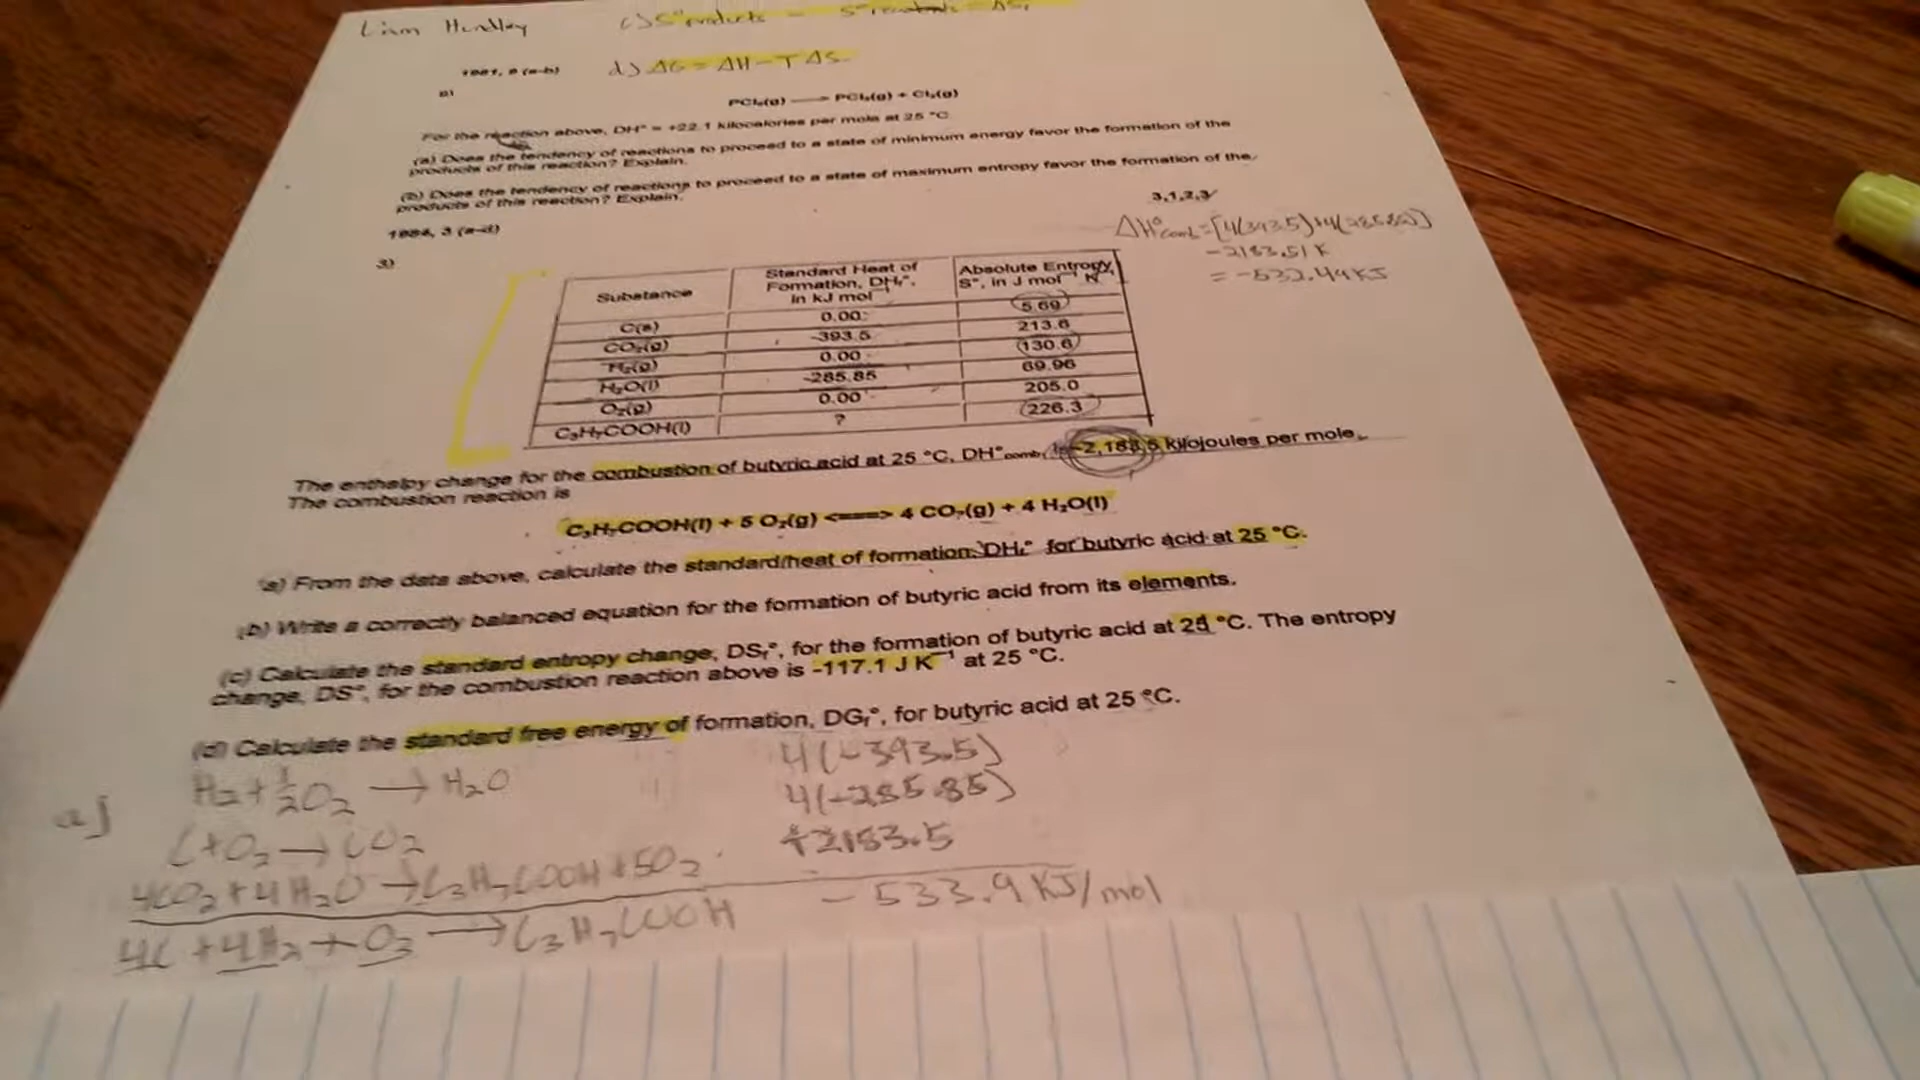 Liam Hundley
c) S° products - S° reactants = ΔS°
d) ΔG = ΔH - T ΔS
1981, 8 (a-b)
8)
PCl₅(g) ⟶ PCl₃(g) + Cl₂(g)
For the reaction above, DH° = +22.1 kilocalories per mole at 25 °C
(a) Does the tendency of reactions to proceed to a state of minimum energy favor the formation of the
products of this reaction? Explain.
(b) Does the tendency of reactions to proceed to a state of maximum entropy favor the formation of the
products of this reaction? Explain.
3,1,2,3
1984, 3 (a-d)
3)
ΔH°comb = [4(393.5)+4(285.85)]
-2183.51 K
= -532.44 KJ
Substance
Standard Heat of
Formation, DHf°,
in kJ mol⁻¹
Absolute Entropy,
S°, in J mol⁻¹ K⁻¹
C(s) 0.00 5.69
CO₂(g) -393.5 213.6
H₂(g) 0.00 130.6
H₂O(l) -285.85 69.96
O₂(g) 0.00 205.0
C₃H₇COOH(l) ? 226.3
The enthalpy change for the combustion of butyric acid at 25 °C, DH°comb, is -2,183.5 kilojoules per mole.
The combustion reaction is
C₃H₇COOH(l) + 5 O₂(g) <===> 4 CO₂(g) + 4 H₂O(l)
(a) From the data above, calculate the standard heat of formation, DHf°, for butyric acid at 25 °C.
(b) Write a correctly balanced equation for the formation of butyric acid from its elements.
(c) Calculate the standard entropy change, DSf°, for the formation of butyric acid at 25 °C. The entropy
change, DS°, for the combustion reaction above is -117.1 J K⁻¹ at 25 °C.
(d) Calculate the standard free energy of formation, DGf°, for butyric acid at 25 °C.
a)
H₂ + ½O₂ → H₂O 4(-393.5)
C + O₂ → CO₂ 4(-285.85)
4CO₂ + 4H₂O → C₃H₇COOH + 5O₂ +2183.5
4C + 4H₂ + O₂ → C₃H₇COOH -533.9 KJ/mol